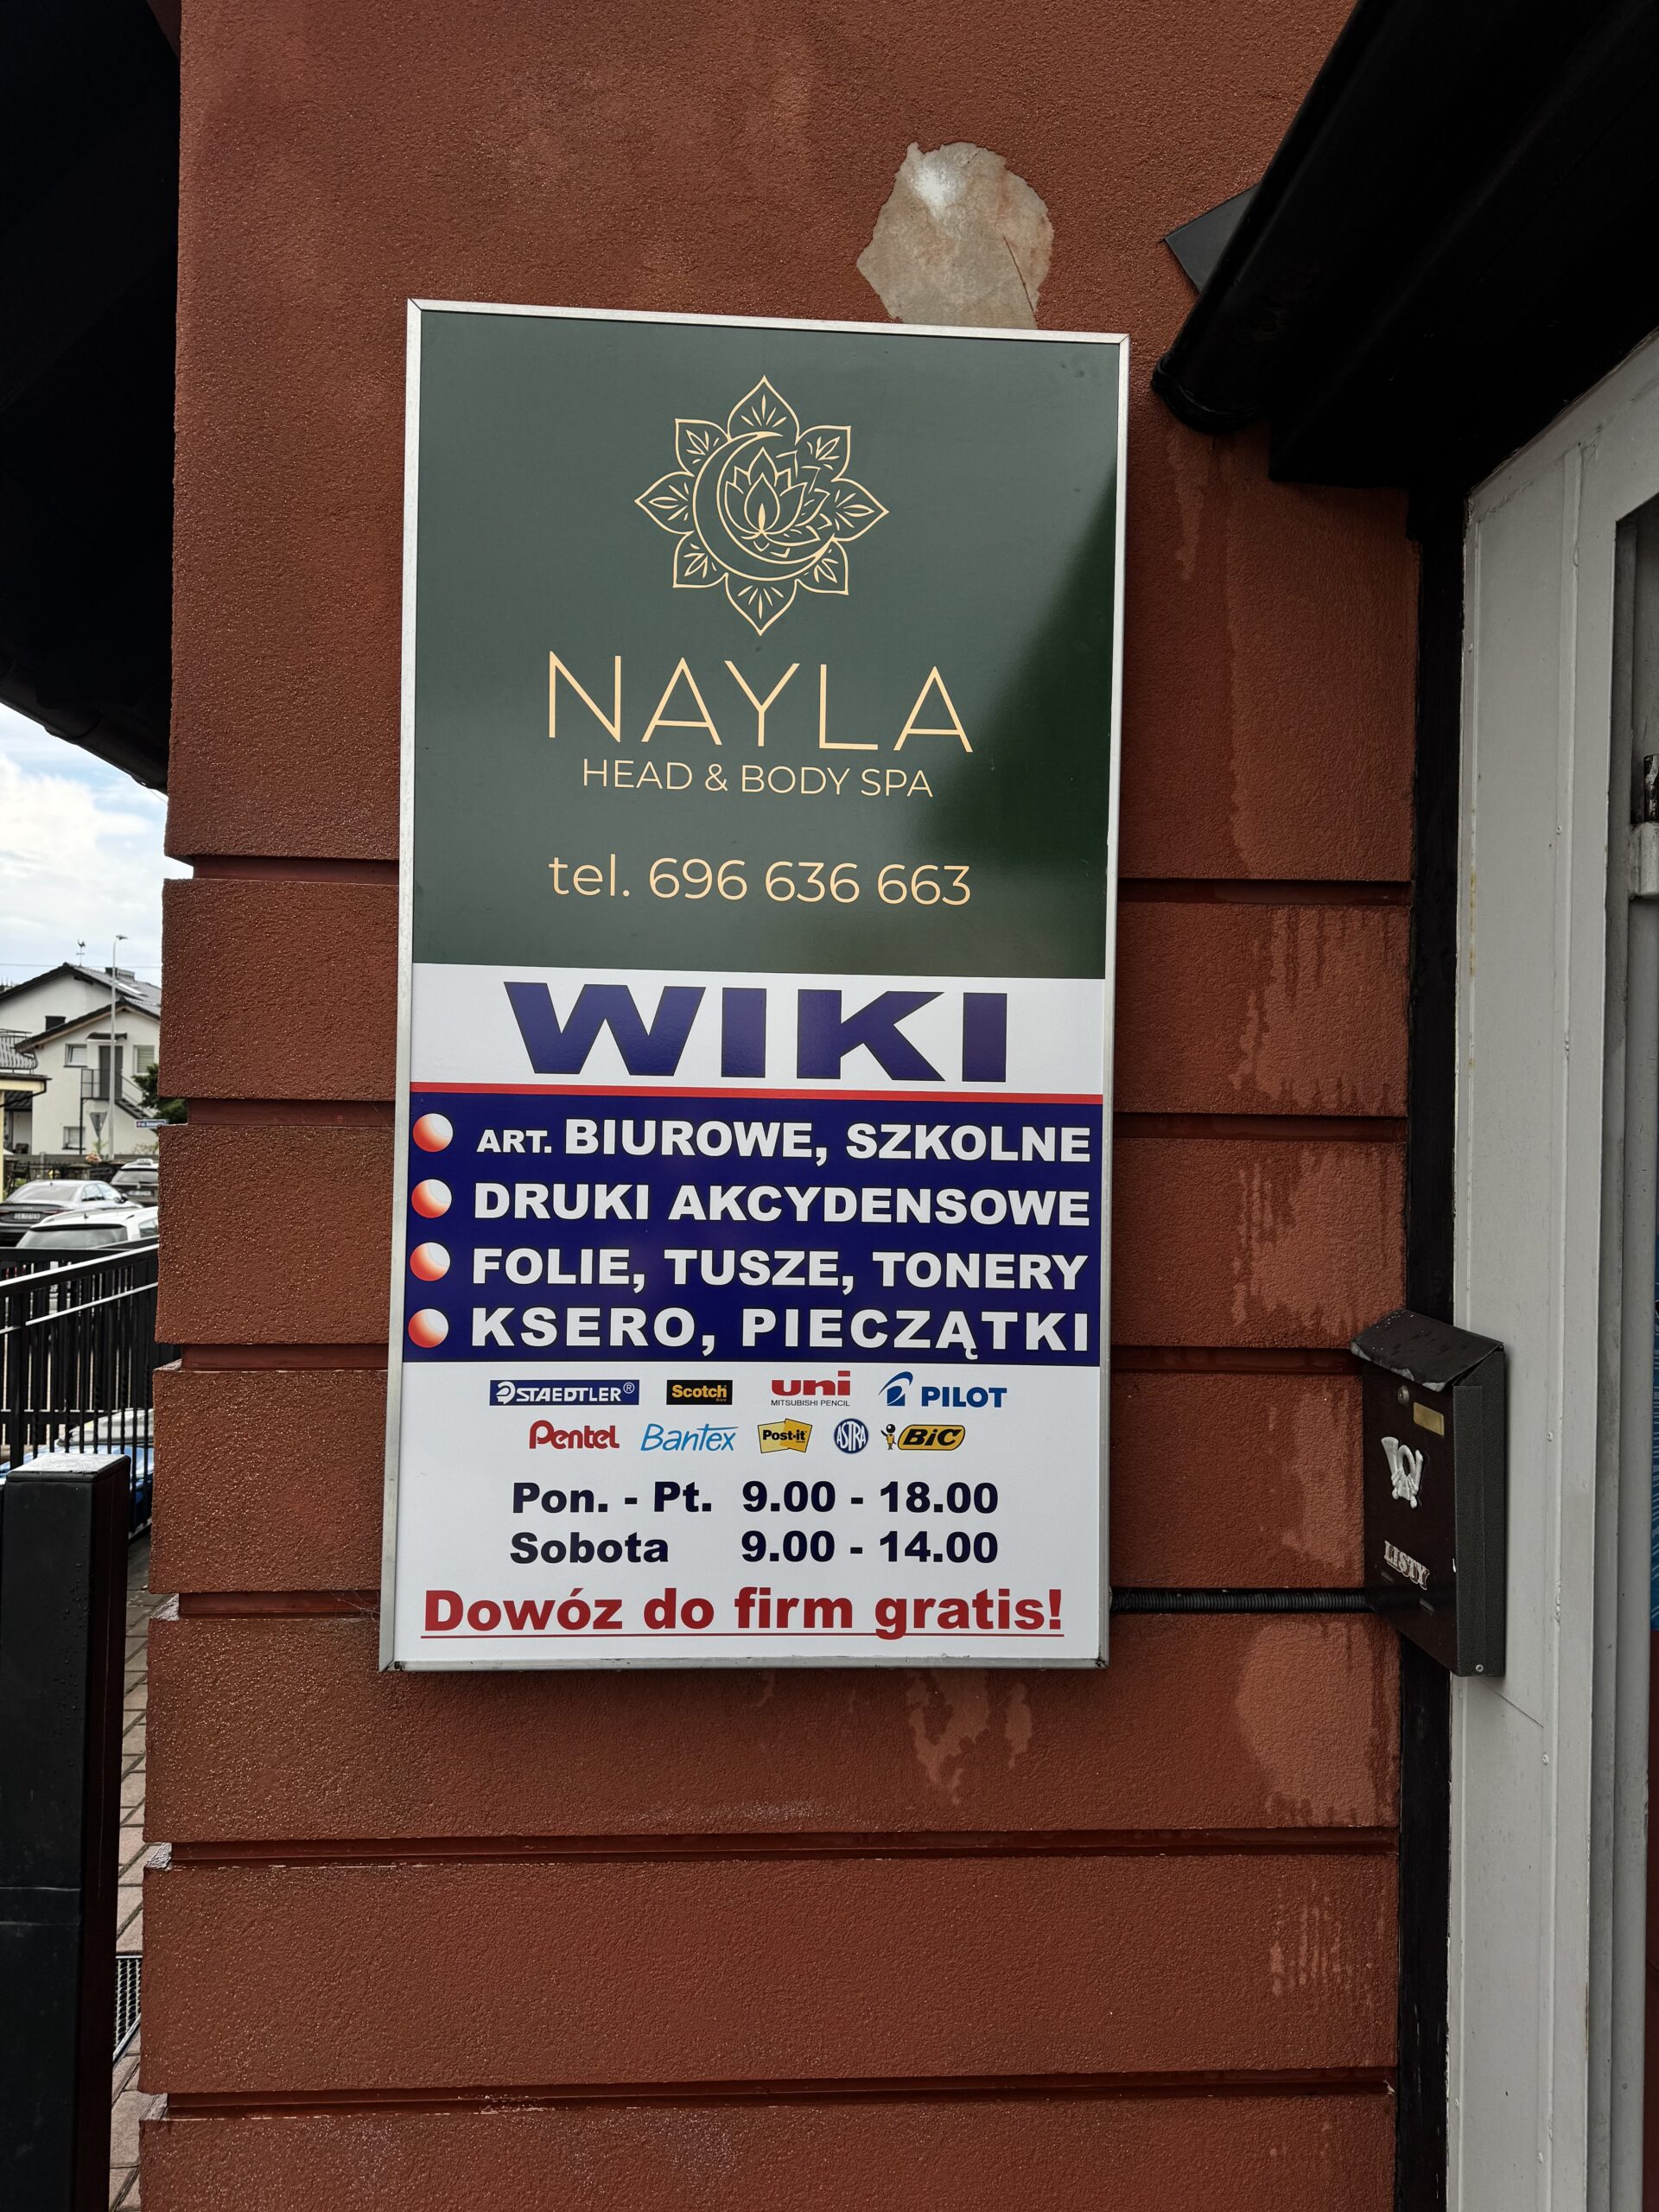 NAYLA
HEAD & BODY SPA
tel. 696 636 663
WIKI
ART. BIUROWE, SZKOLNE
DRUKI AKCYDENSOWE
FOLIE, TUSZE, TONERY
KSERO, PIECZĄTKI
STAEDTLER® Scotch uni PILOT
MITSUBISHI PENCIL
Pentel Bantex Post-it ASTRA BIC
Pon. - Pt. 9.00 - 18.00
Sobota 9.00 - 14.00
Dowóz do firm gratis!
LISTY